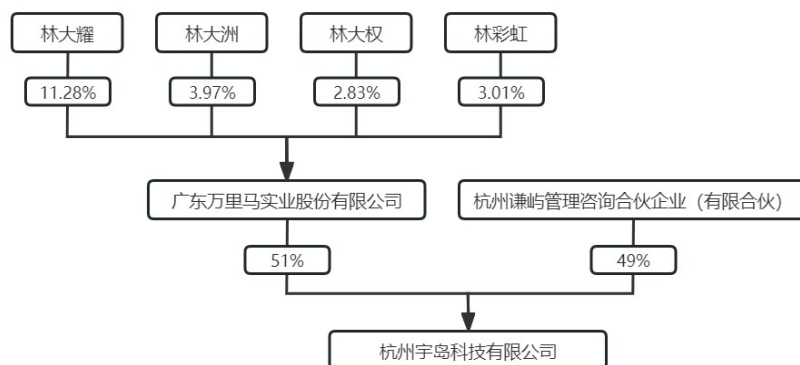 林大耀
林大洲
林大权
林彩虹
11.28%
3.97%
2.83%
3.01%
广东万里马实业股份有限公司
杭州谦屿管理咨询合伙企业（有限合伙）
51%
49%
杭州宇岛科技有限公司